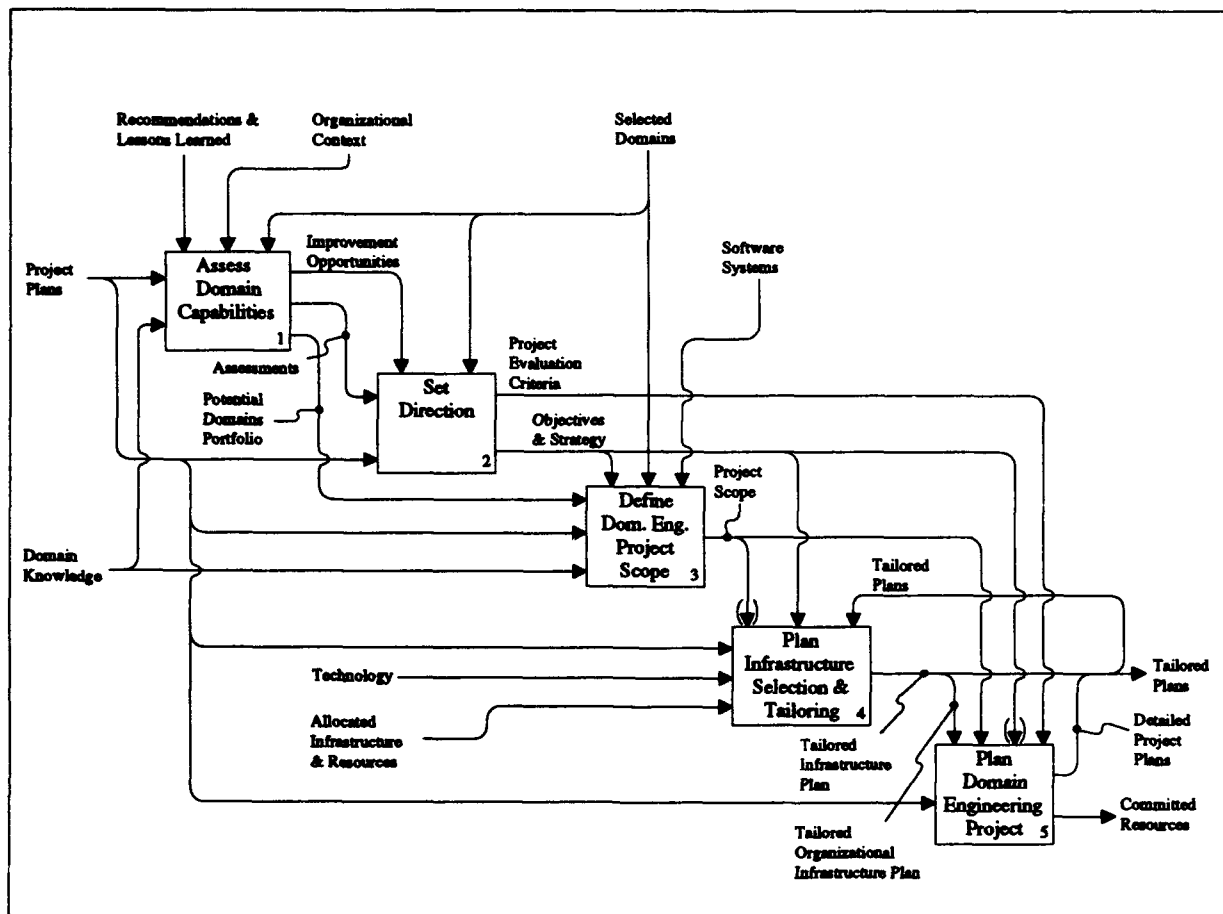 Recommendations &
Lessons Learned
Organizational
Context
Selected
Domains
Improvement
Opportunities
Software
Systems
Project
Plans
Assess
Domain
Capabilities
1
Assessments
Project
Evaluation
Criteria
Set
Direction
2
Potential
Domains
Portfolio
Objectives
& Strategy
Project
Scope
Define
Dom. Eng.
Project
Scope
3
Domain
Knowledge
Tailored
Plans
Plan
Infrastructure
Selection &
Tailoring
4
Technology
Tailored
Plans
Allocated
Infrastructure
& Resources
Tailored
Infrastructure
Plan
Detailed
Project
Plans
Plan
Domain
Engineering
Project
5
Committed
Resources
Tailored
Organizational
Infrastructure Plan